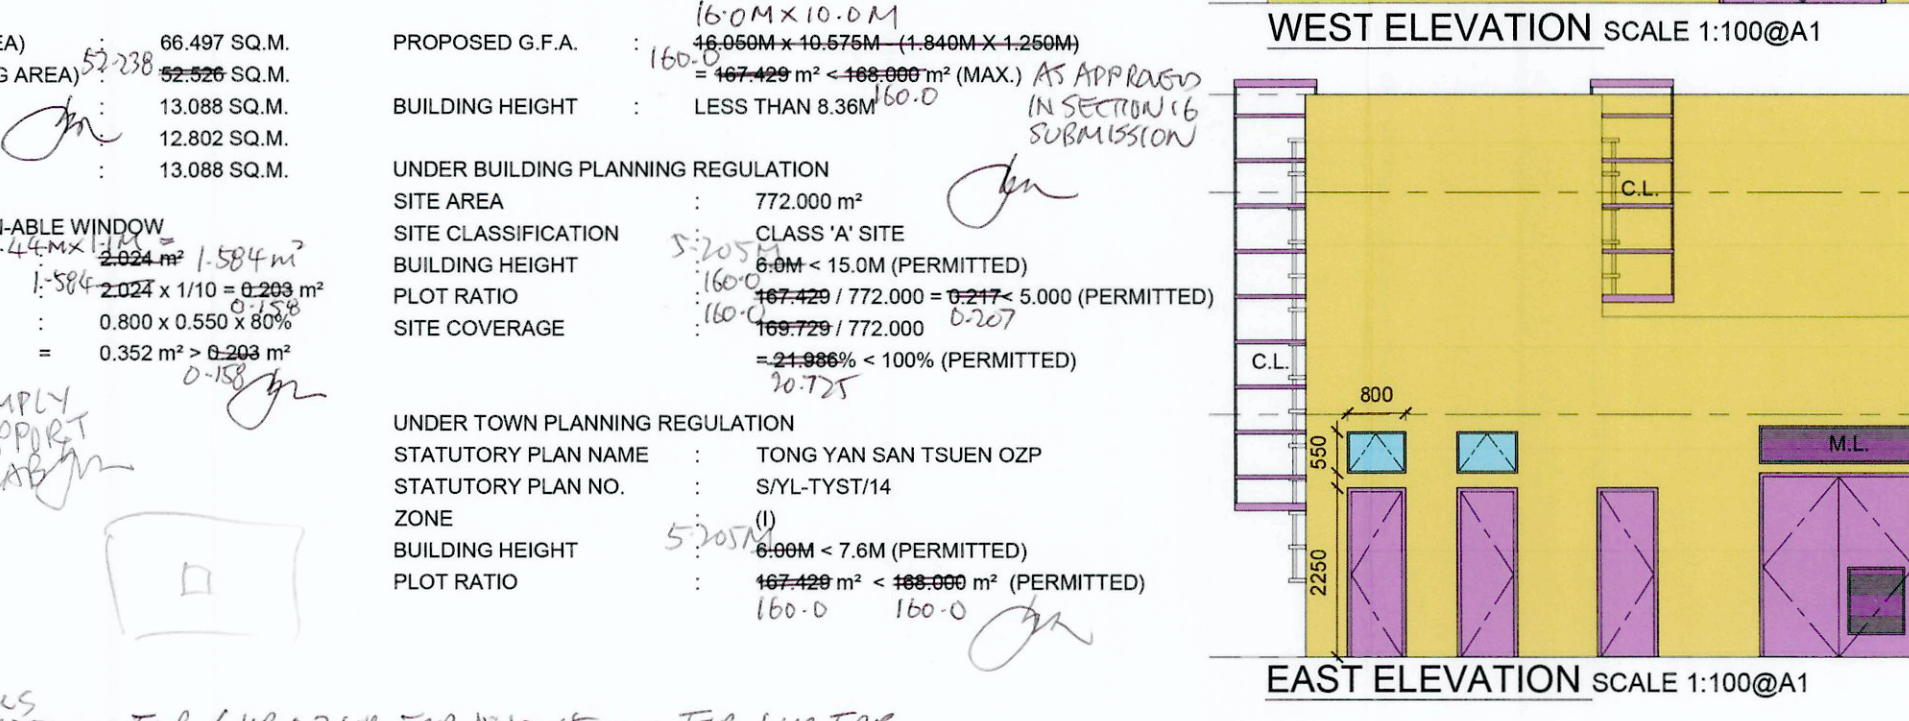 EA) : 66.497 SQ.M.
G AREA) 52.238 : 52.526 SQ.M.
: 13.088 SQ.M.
: 12.802 SQ.M.
: 13.088 SQ.M.
N-ABLE WINDOW
.44M X 1.1M =
: 2.024 m² 1.584 m²
1.584
: 2.024 x 1/10 = 0.203 m²
0.158
: 0.800 x 0.550 x 80%
= 0.352 m² > 0.203 m²
0.158
16.0M X 10.0M
PROPOSED G.F.A. : 16.050M x 10.575M - (1.840M X 1.250M)
160.0
= 167.429 m² < 168.000 m² (MAX.) AS APPROVED
160.0
IN SECTION 16
SUBMISSION
BUILDING HEIGHT : LESS THAN 8.36M
UNDER BUILDING PLANNING REGULATION
SITE AREA : 772.000 m²
SITE CLASSIFICATION : CLASS 'A' SITE
5.205M
BUILDING HEIGHT : 6.0M < 15.0M (PERMITTED)
160.0
PLOT RATIO : 167.429 / 772.000 = 0.217 < 5.000 (PERMITTED)
160.0 0.207
SITE COVERAGE : 169.729 / 772.000
= 21.986% < 100% (PERMITTED)
20.725
UNDER TOWN PLANNING REGULATION
STATUTORY PLAN NAME : TONG YAN SAN TSUEN OZP
STATUTORY PLAN NO. : S/YL-TYST/14
ZONE : (I)
5.205M
BUILDING HEIGHT : 6.00M < 7.6M (PERMITTED)
PLOT RATIO : 167.429 m² < 168.000 m² (PERMITTED)
160.0 160.0
WEST ELEVATION SCALE 1:100@A1
C.L.
C.L.
800
550
M.L.
2250
EAST ELEVATION SCALE 1:100@A1